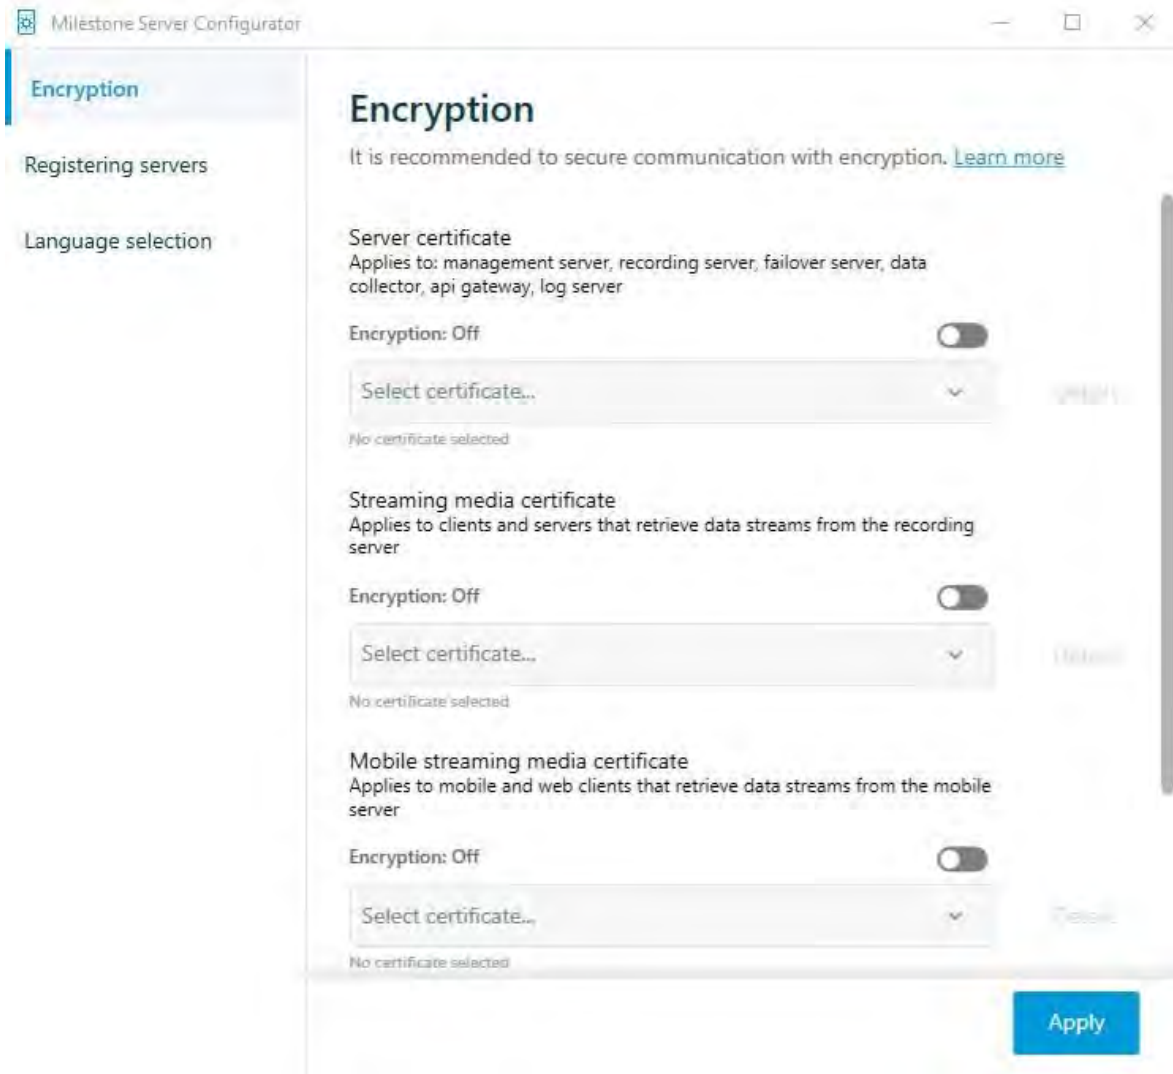 Milestone Server Configurator
Encryption
Registering servers
Language selection
Encryption
It is recommended to secure communication with encryption. Learn more
Server certificate
Applies to: management server, recording server, failover server, data
collector, api gateway, log server
Encryption: Off
Select certificate...
No certificate selected
Streaming media certificate
Applies to clients and servers that retrieve data streams from the recording
server
Encryption: Off
Select certificate...
No certificate selected
Mobile streaming media certificate
Applies to mobile and web clients that retrieve data streams from the mobile
server
Encryption: Off
Select certificate...
No certificate selected
Apply